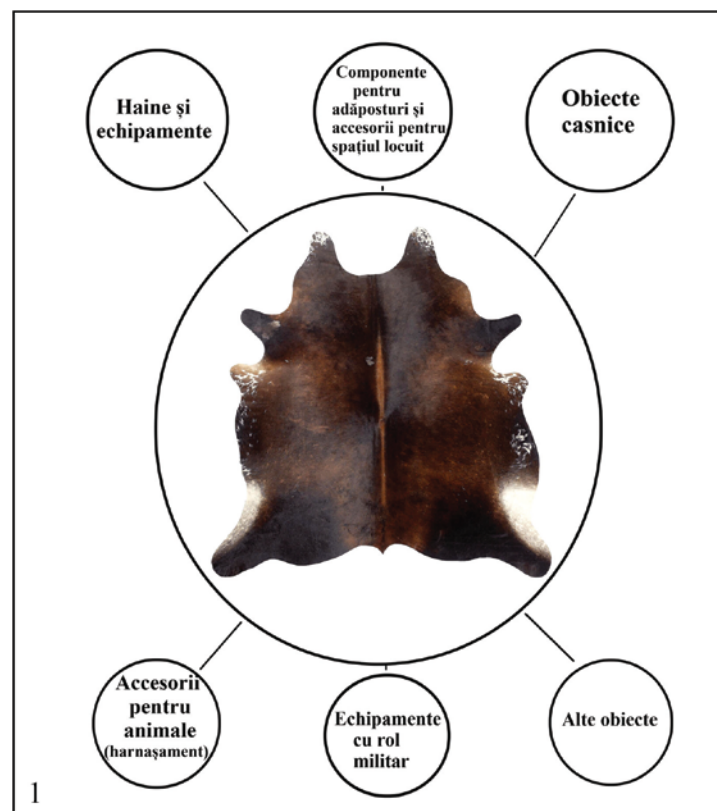 Haine și
echipamente
Componente
pentru
adăposturi și
accesorii pentru
spațiul locuit
Obiecte
casnice
Accesorii
pentru
animale
(harnașament)
Echipamente
cu rol
militar
Alte obiecte
1